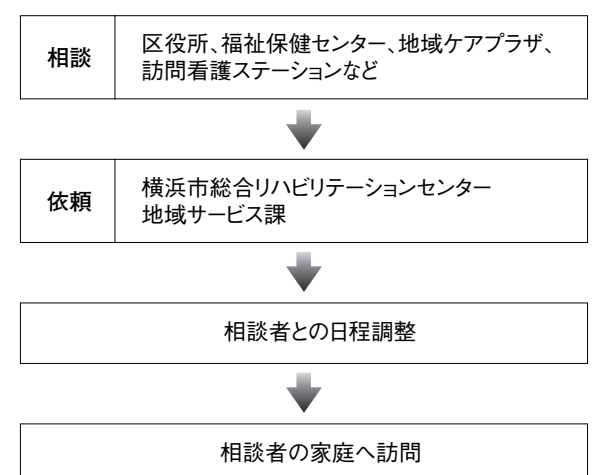 相談
区役所、福祉保健センター、地域ケアプラザ、
訪問看護ステーションなど
依頼
横浜市総合リハビリテーションセンター
地域サービス課
相談者との日程調整
相談者の家庭へ訪問